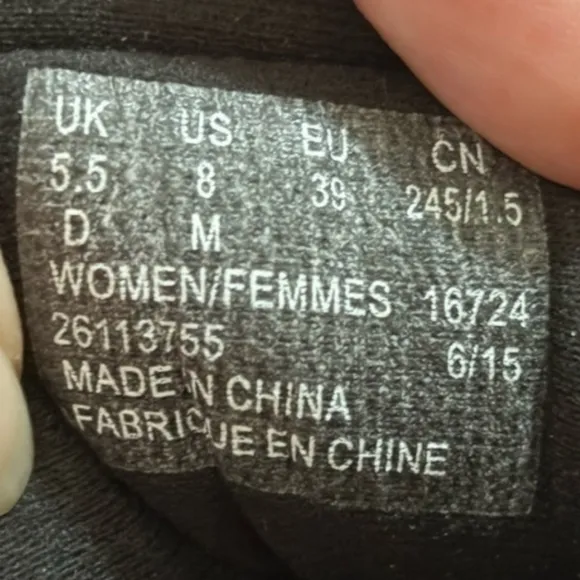 UK US EU CN
5.5 8 39 245/1.5
D M
WOMEN/FEMMES 16724
26113755 6/15
MADE IN CHINA
FABRIQUE EN CHINE